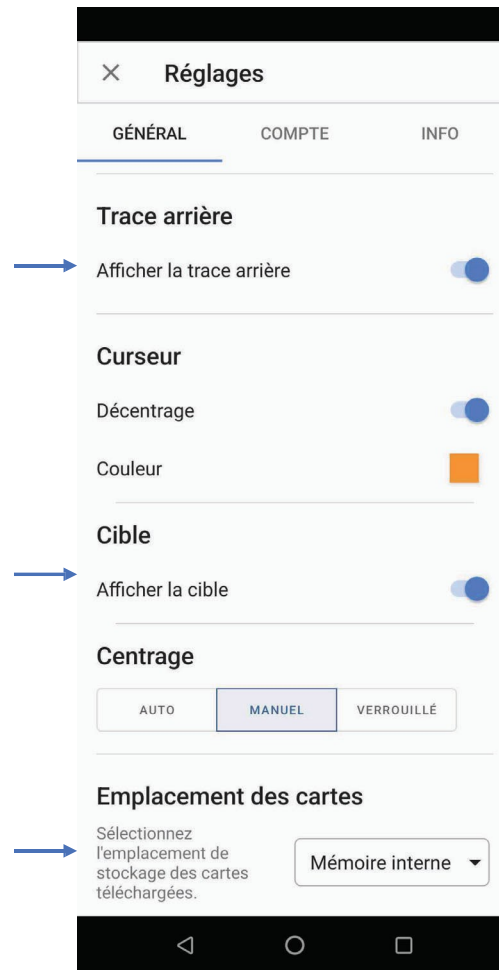 Réglages
GÉNÉRAL COMPTE INFO
Trace arrière
Afficher la trace arrière
Curseur
Décentrage
Couleur
Cible
Afficher la cible
Centrage
AUTO MANUEL VERROUILLÉ
Emplacement des cartes
Sélectionnez
l'emplacement de
stockage des cartes
téléchargées.
Mémoire interne